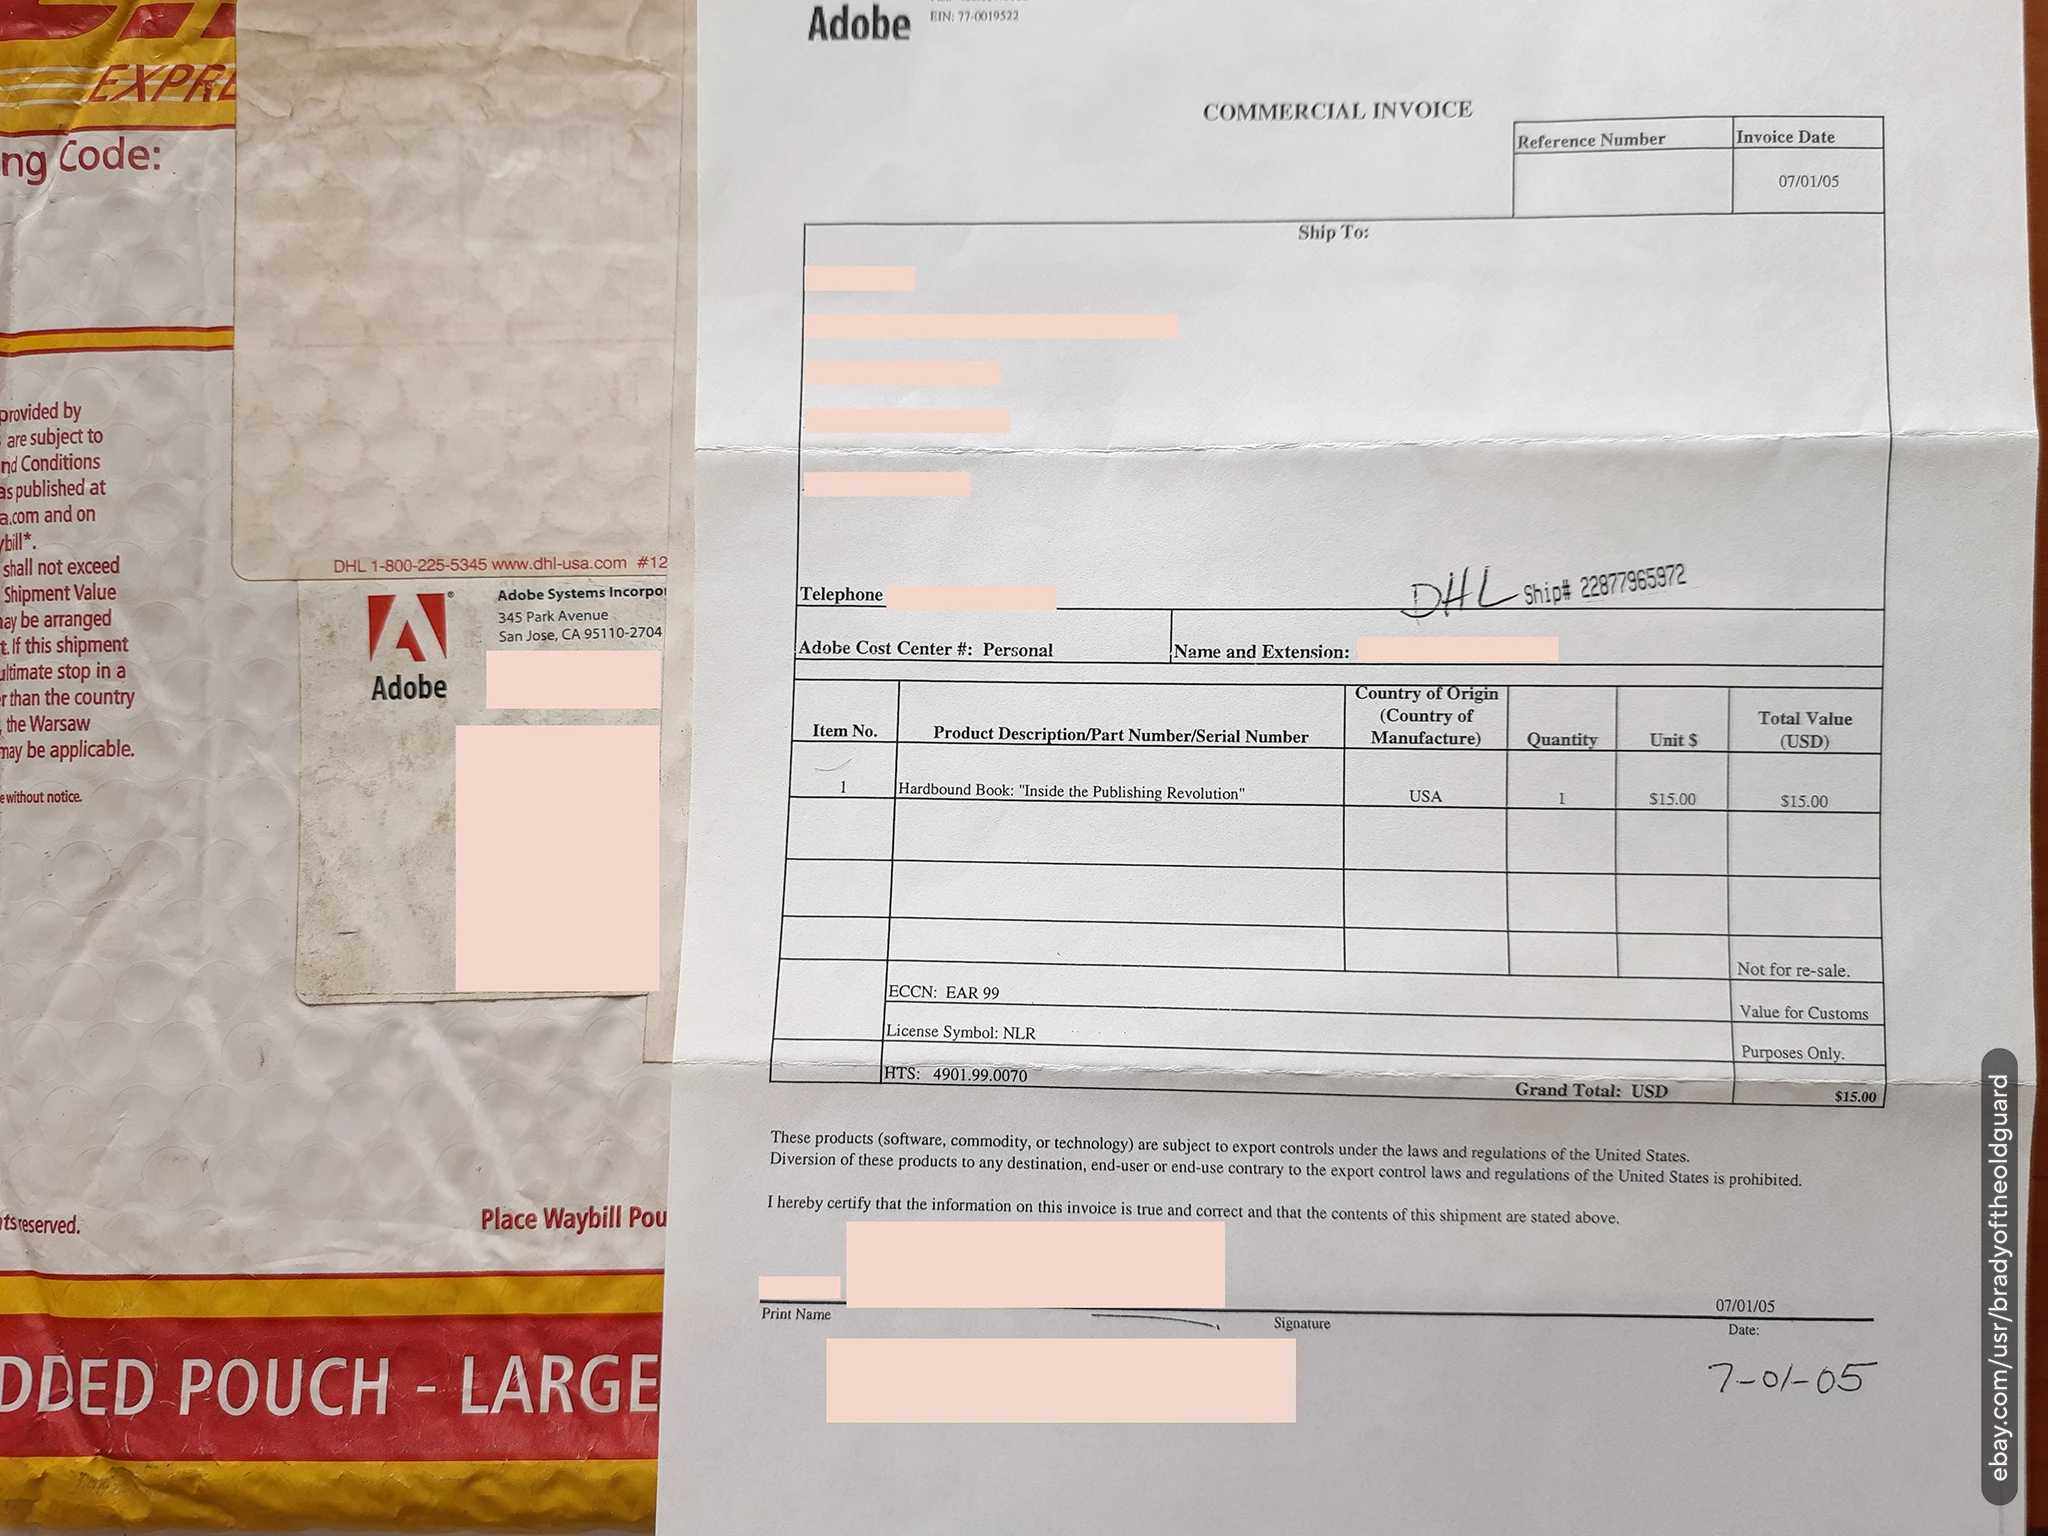 EXPRE
ng Code:
provided by
are subject to
nd Conditions
as published at
a.com and on
ybill*.
shall not exceed
Shipment Value
may be arranged
t. If this shipment
ultimate stop in a
r than the country
, the Warsaw
may be applicable.
e without notice.
ts reserved.
Place Waybill Pou
DDED POUCH - LARGE
DHL 1-800-225-5345 www.dhl-usa.com #12
Adobe
Adobe Systems Incorpor
345 Park Avenue
San Jose, CA 95110-2704
Adobe
EIN: 77-0019522
COMMERCIAL INVOICE
Reference Number
Invoice Date
07/01/05
Ship To:
Telephone
DHL Ship# 22877965972
Adobe Cost Center #: Personal
Name and Extension:
Item No.
Product Description/Part Number/Serial Number
Country of Origin
(Country of
Manufacture)
Quantity
Unit $
Total Value
(USD)
1
Hardbound Book: "Inside the Publishing Revolution"
USA
1
$15.00
$15.00
Not for re-sale.
ECCN: EAR 99
Value for Customs
License Symbol: NLR
Purposes Only.
HTS: 4901.99.0070
Grand Total: USD
$15.00
These products (software, commodity, or technology) are subject to export controls under the laws and regulations of the United States.
Diversion of these products to any destination, end-user or end-use contrary to the export control laws and regulations of the United States is prohibited.
I hereby certify that the information on this invoice is true and correct and that the contents of this shipment are stated above.
07/01/05
Print Name
Signature
Date:
7-01-05
ebay.com/usr/bradyoftheoldguard